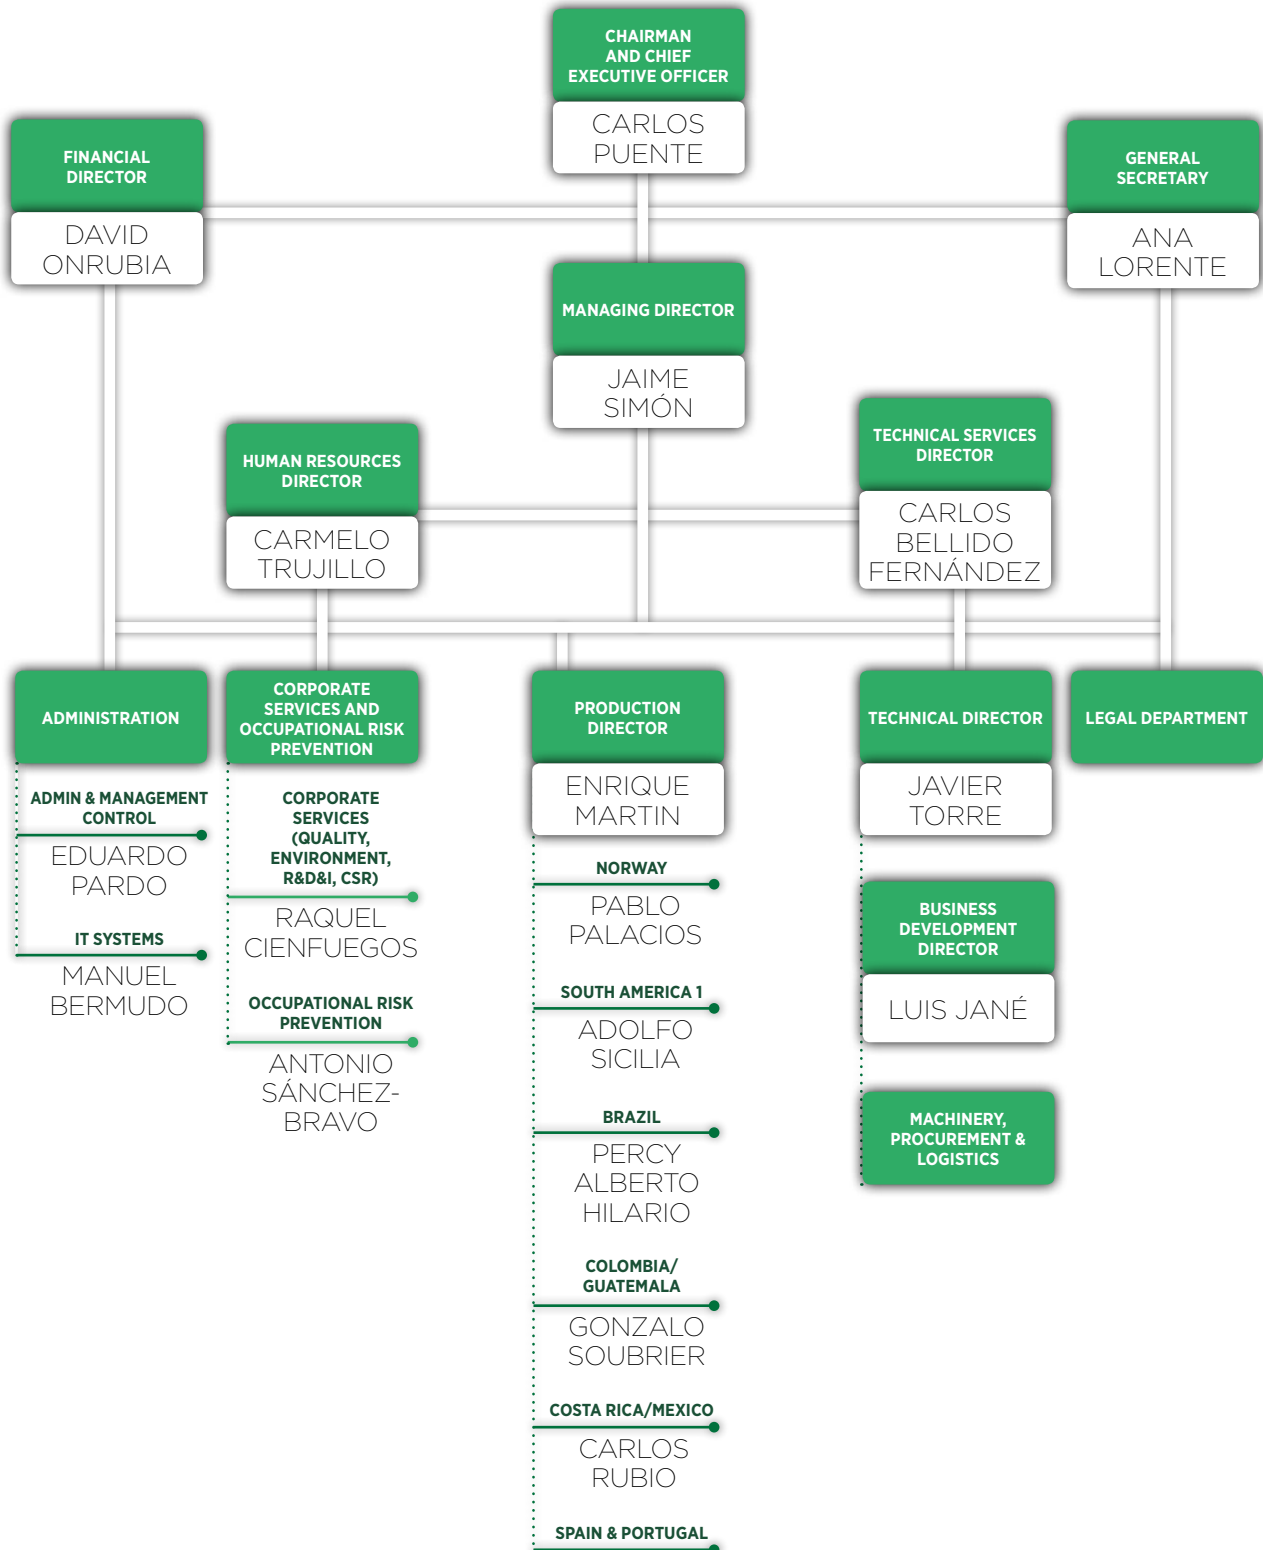 CHAIRMAN
AND CHIEF
EXECUTIVE OFFICER
CARLOS
PUENTE
FINANCIAL
DIRECTOR
DAVID
ONRUBIA
GENERAL
SECRETARY
ANA
LORENTE
MANAGING DIRECTOR
JAIME
SIMÓN
HUMAN RESOURCES
DIRECTOR
CARMELO
TRUJILLO
TECHNICAL SERVICES
DIRECTOR
CARLOS
BELLIDO
FERNÁNDEZ
ADMINISTRATION
ADMIN & MANAGEMENT
CONTROL
EDUARDO
PARDO
IT SYSTEMS
MANUEL
BERMUDO
CORPORATE
SERVICES AND
OCCUPATIONAL RISK
PREVENTION
CORPORATE
SERVICES
(QUALITY,
ENVIRONMENT,
R&D&I, CSR)
RAQUEL
CIENFUEGOS
OCCUPATIONAL RISK
PREVENTION
ANTONIO
SÁNCHEZ-
BRAVO
PRODUCTION
DIRECTOR
ENRIQUE
MARTIN
NORWAY
PABLO
PALACIOS
SOUTH AMERICA 1
ADOLFO
SICILIA
BRAZIL
PERCY
ALBERTO
HILARIO
COLOMBIA/
GUATEMALA
GONZALO
SOUBRIER
COSTA RICA/MEXICO
CARLOS
RUBIO
SPAIN & PORTUGAL
TECHNICAL DIRECTOR
JAVIER
TORRE
BUSINESS
DEVELOPMENT
DIRECTOR
LUIS JANÉ
MACHINERY,
PROCUREMENT &
LOGISTICS
LEGAL DEPARTMENT